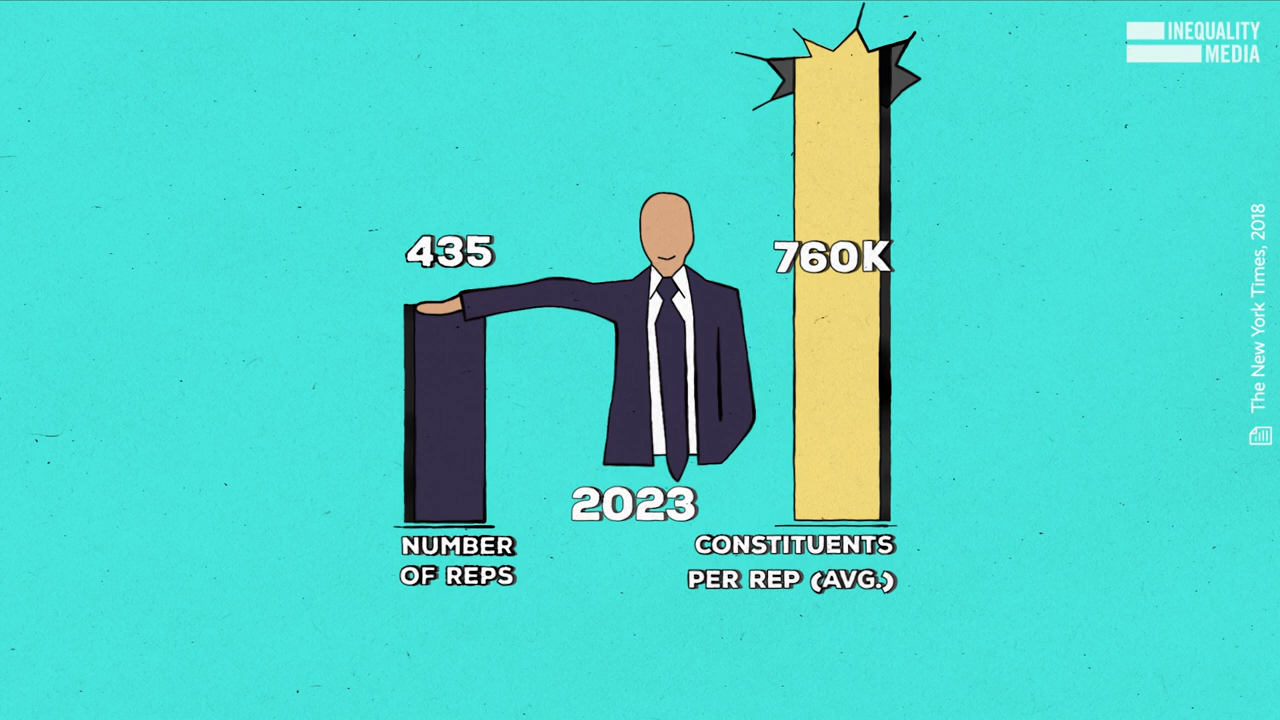 INEQUALITY
MEDIA
435
760K
2023
NUMBER
OF REPS
CONSTITUENTS
PER REP (AVG.)
The New York Times, 2018